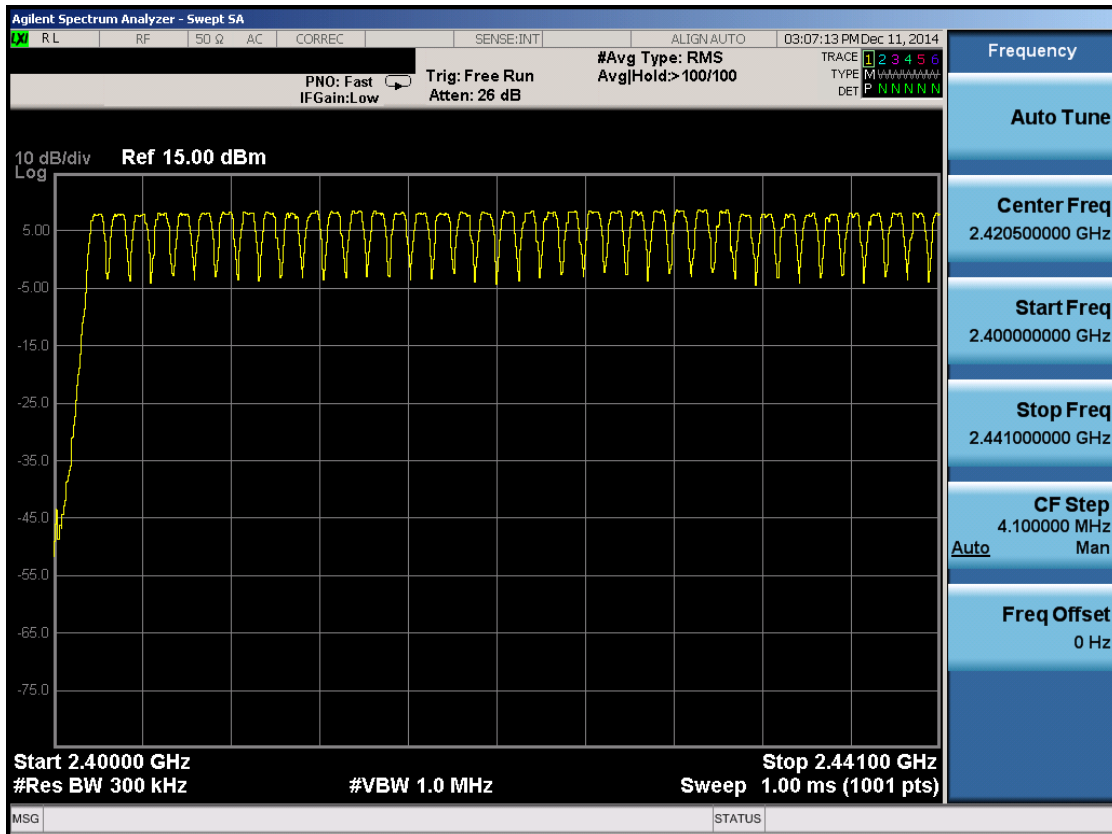 Agilent Spectrum Analyzer - Swept SA
LXI RL RF 50 Ω AC CORREC SENSE:INT ALIGN AUTO 03:07:13 PM Dec 11, 2014
PNO: Fast
IFGain:Low
Trig: Free Run
Atten: 26 dB
#Avg Type: RMS
Avg|Hold:>100/100
TRACE 1 2 3 4 5 6
TYPE M WWWWW
DET P N N N N N
10 dB/div Ref 15.00 dBm
Log
5.00
-5.00
-15.0
-25.0
-35.0
-45.0
-55.0
-65.0
-75.0
Start 2.40000 GHz Stop 2.44100 GHz
#Res BW 300 kHz #VBW 1.0 MHz Sweep 1.00 ms (1001 pts)
MSG STATUS
Frequency
Auto Tune
Center Freq
2.420500000 GHz
Start Freq
2.400000000 GHz
Stop Freq
2.441000000 GHz
CF Step
4.100000 MHz
Auto Man
Freq Offset
0 Hz